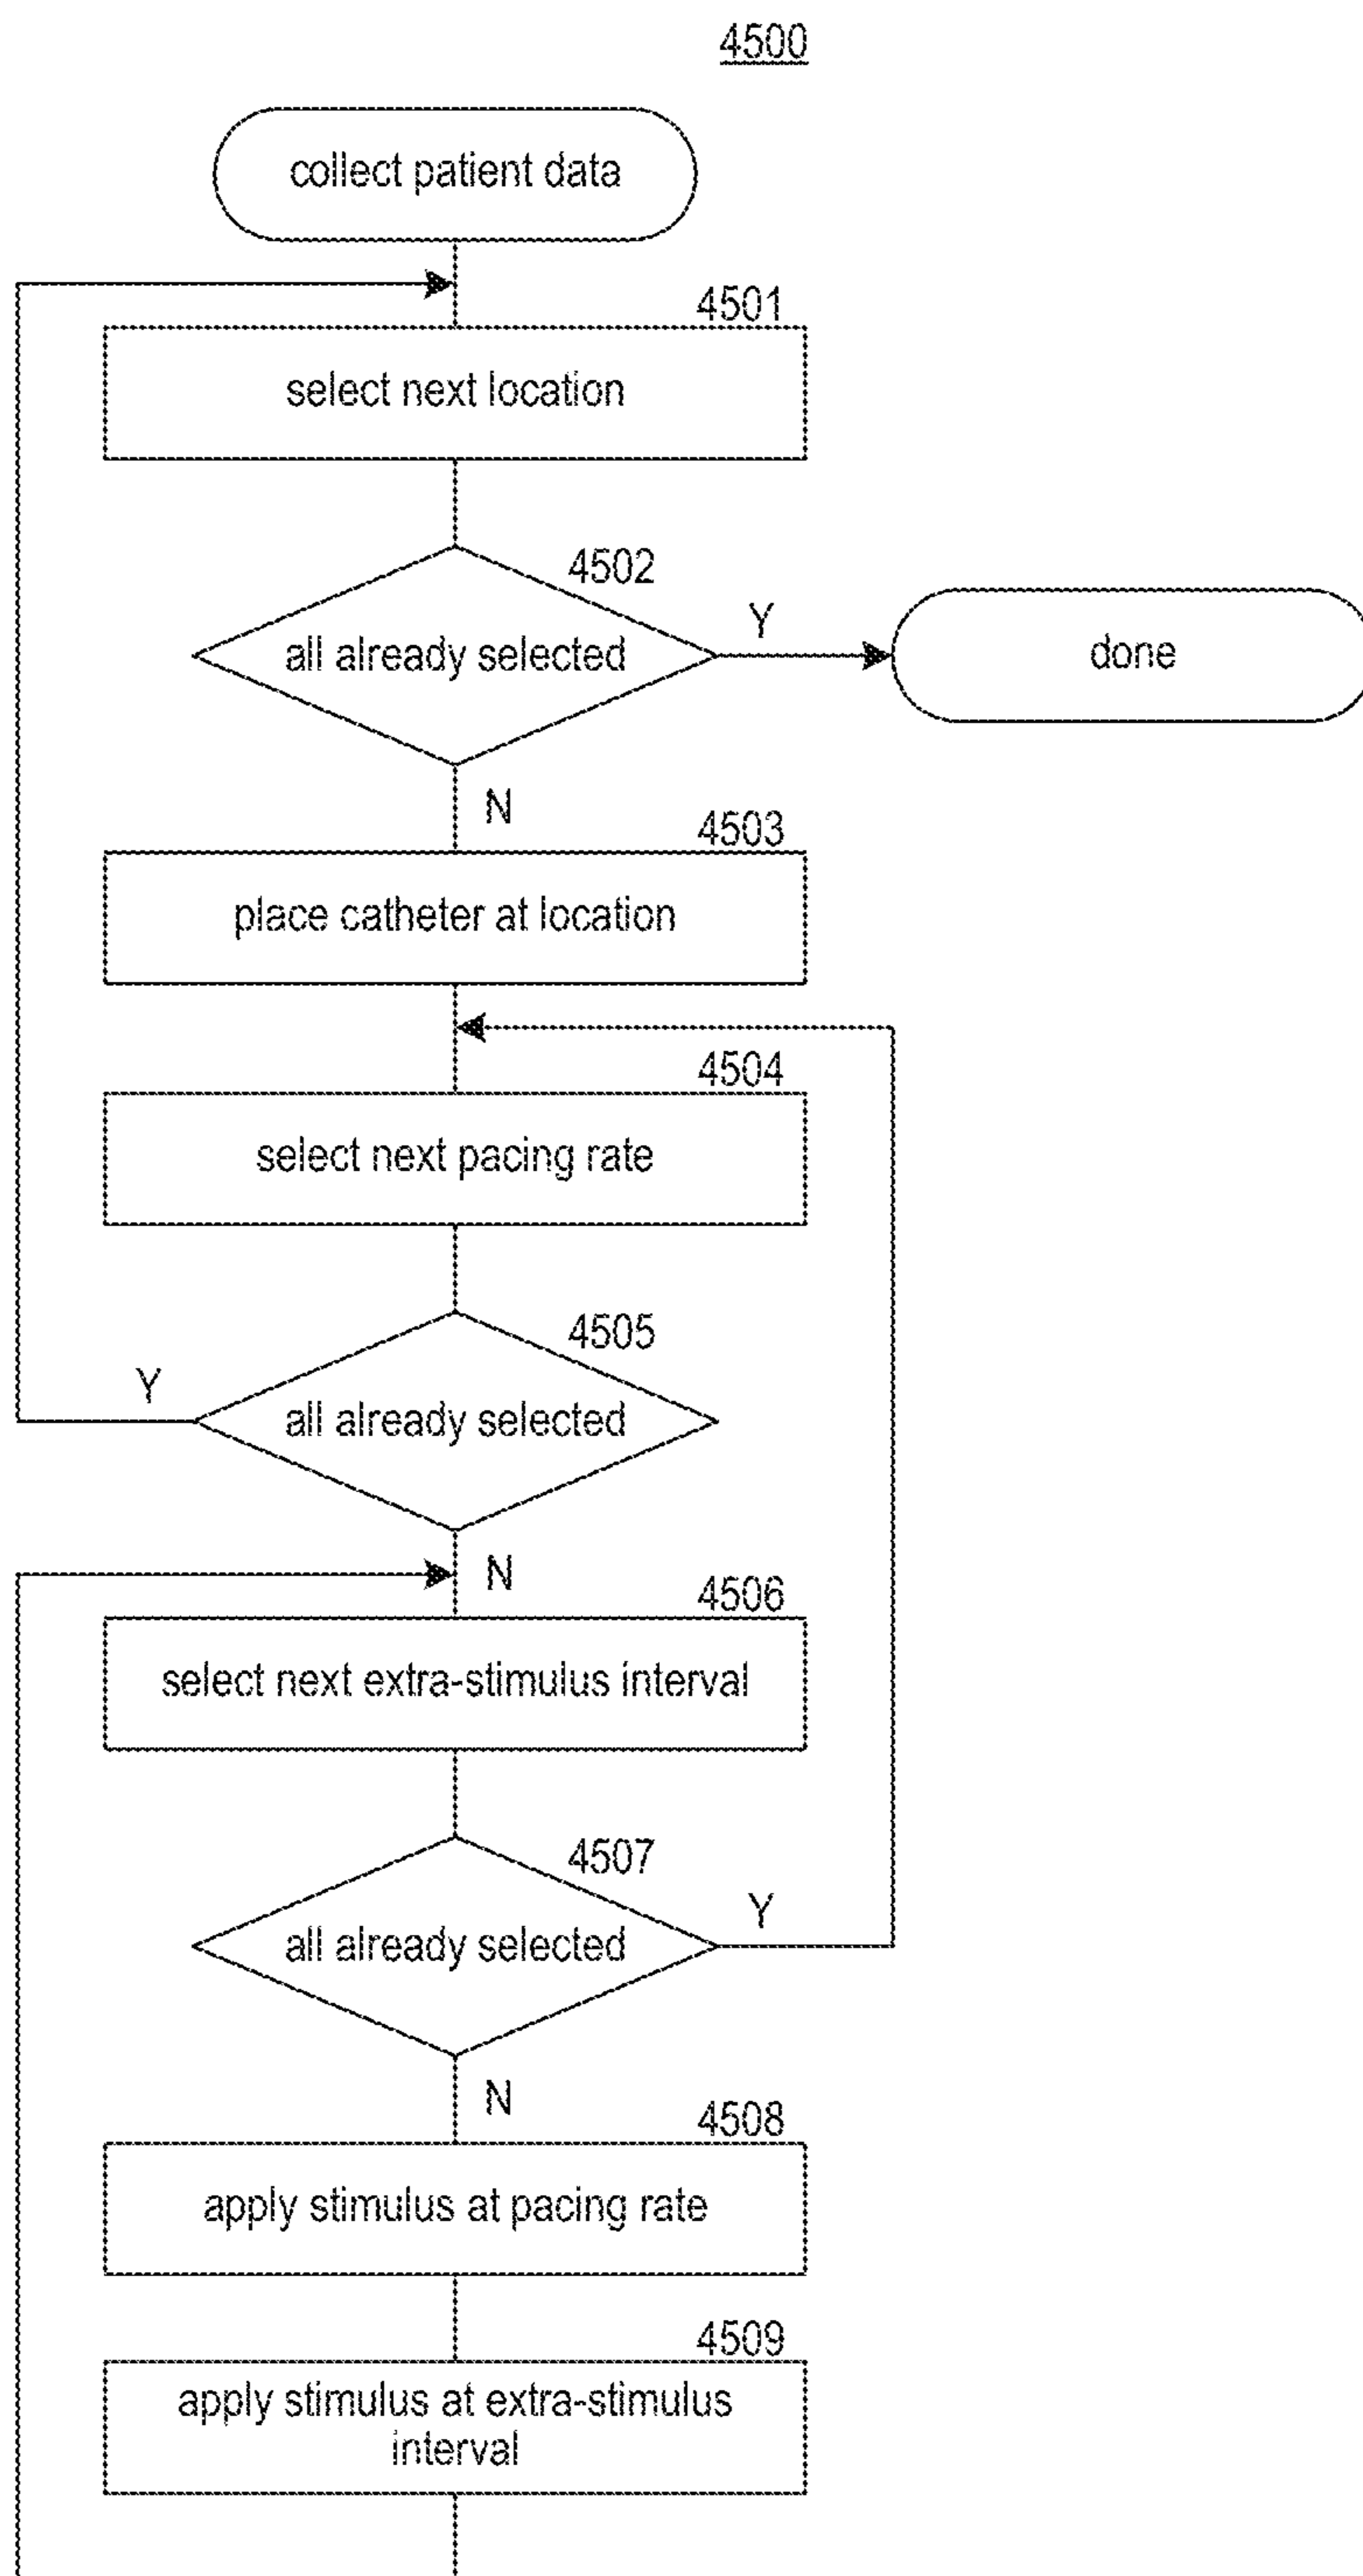 4500
collect patient data
4501
select next location
4502
all already selected
Y
done
N
4503
place catheter at location
4504
select next pacing rate
4505
Y
all already selected
N
4506
select next extra-stimulus interval
4507
all already selected
Y
N
4508
apply stimulus at pacing rate
4509
apply stimulus at extra-stimulus
interval